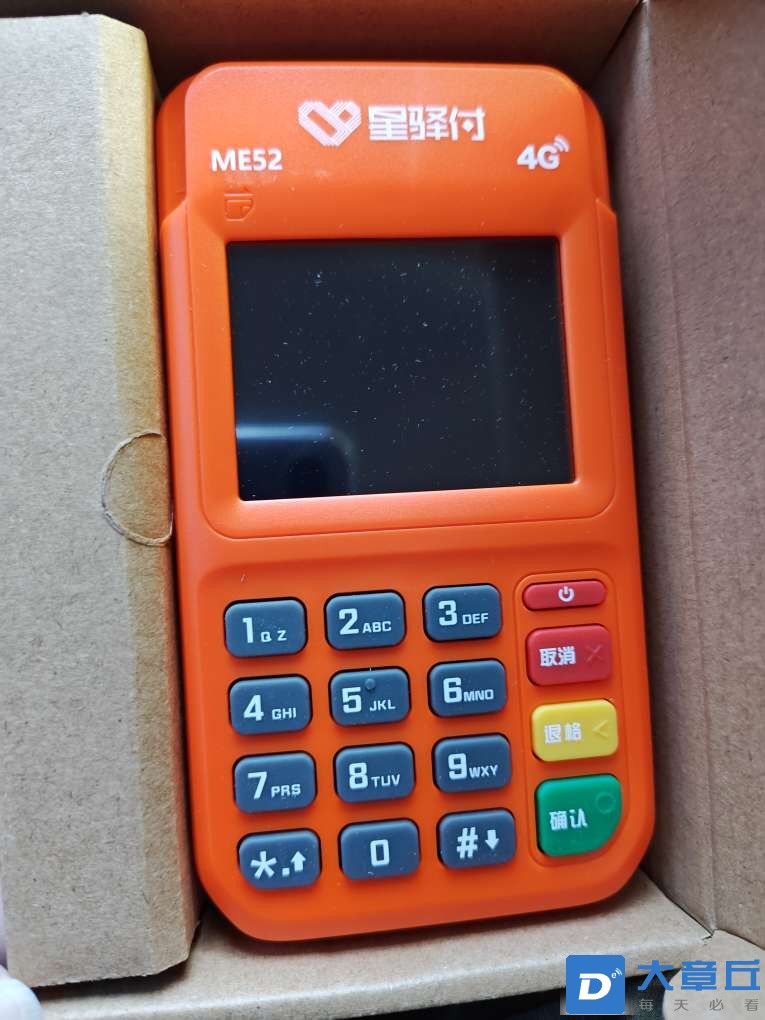 星驿付
ME52
4G
1 QZ
2 ABC
3 DEF
取消
4 GHI
5 JKL
6 MNO
退格
7 PRS
8 TUV
9 WXY
确认
*.
0
#
D 大章丘
每天必看